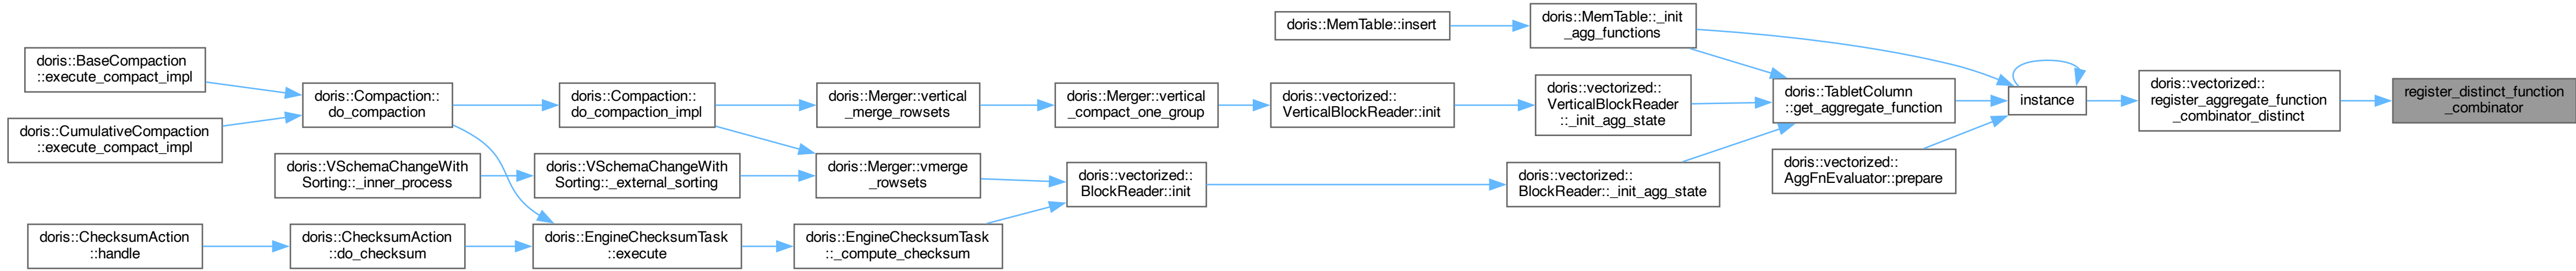 doris::BaseCompaction
::execute_compact_impl
doris::CumulativeCompaction
::execute_compact_impl
doris::Compaction::
do_compaction
doris::VSchemaChangeWith
Sorting::_inner_process
doris::ChecksumAction
::handle
doris::ChecksumAction
::do_checksum
doris::Compaction::
do_compaction_impl
doris::VSchemaChangeWith
Sorting::_external_sorting
doris::EngineChecksumTask
::execute
doris::Merger::vertical
_merge_rowsets
doris::Merger::vmerge
_rowsets
doris::EngineChecksumTask
::_compute_checksum
doris::Merger::vertical
_compact_one_group
doris::vectorized::
BlockReader::init
doris::MemTable::insert
doris::vectorized::
VerticalBlockReader::init
doris::MemTable::_init
_agg_functions
doris::vectorized::
VerticalBlockReader
::_init_agg_state
doris::vectorized::
BlockReader::_init_agg_state
doris::TabletColumn
::get_aggregate_function
doris::vectorized::
AggFnEvaluator::prepare
instance
doris::vectorized::
register_aggregate_function
_combinator_distinct
register_distinct_function
_combinator